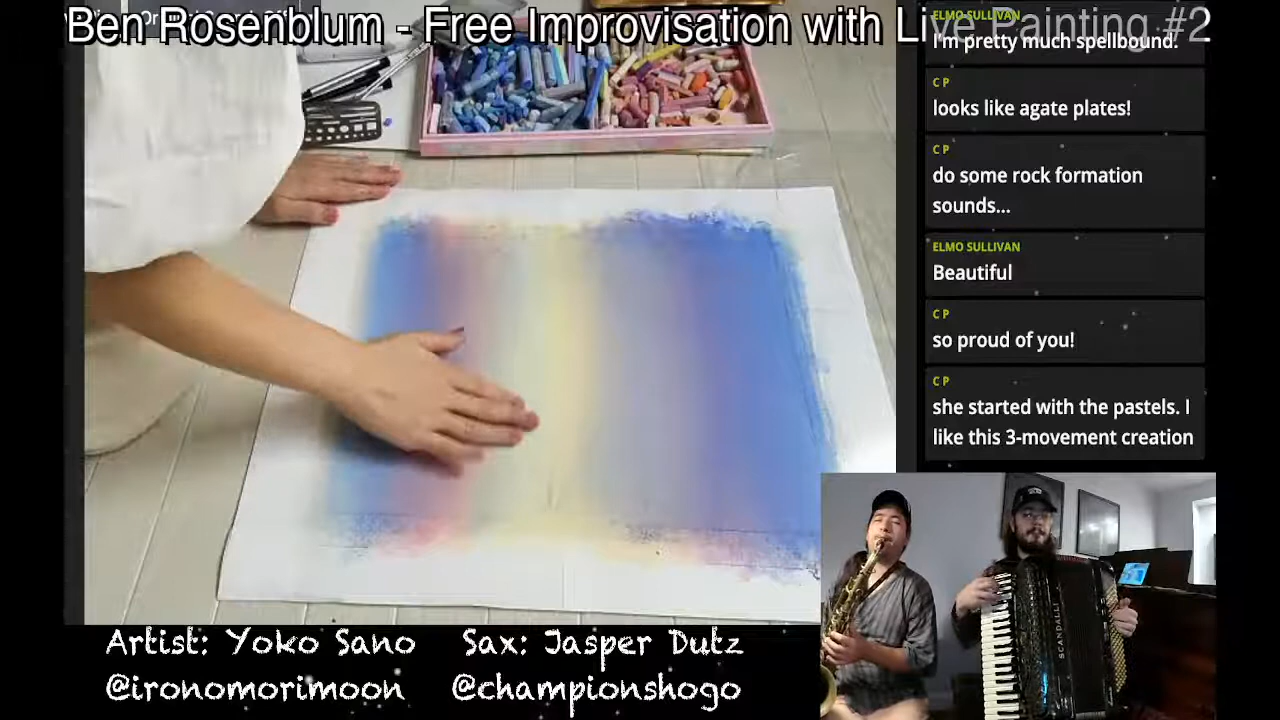 Ben Rosenblum - Free Improvisation with Live Painting #2
ELMO SULLIVAN
I'm pretty much spellbound.
C P
looks like agate plates!
C P
do some rock formation
sounds...
ELMO SULLIVAN
Beautiful
C P
so proud of you!
C P
she started with the pastels. I
like this 3-movement creation
SCANDALLI
Artist: Yoko Sano
Sax: Jasper Dutz
@ironomorimoon
@championshogo